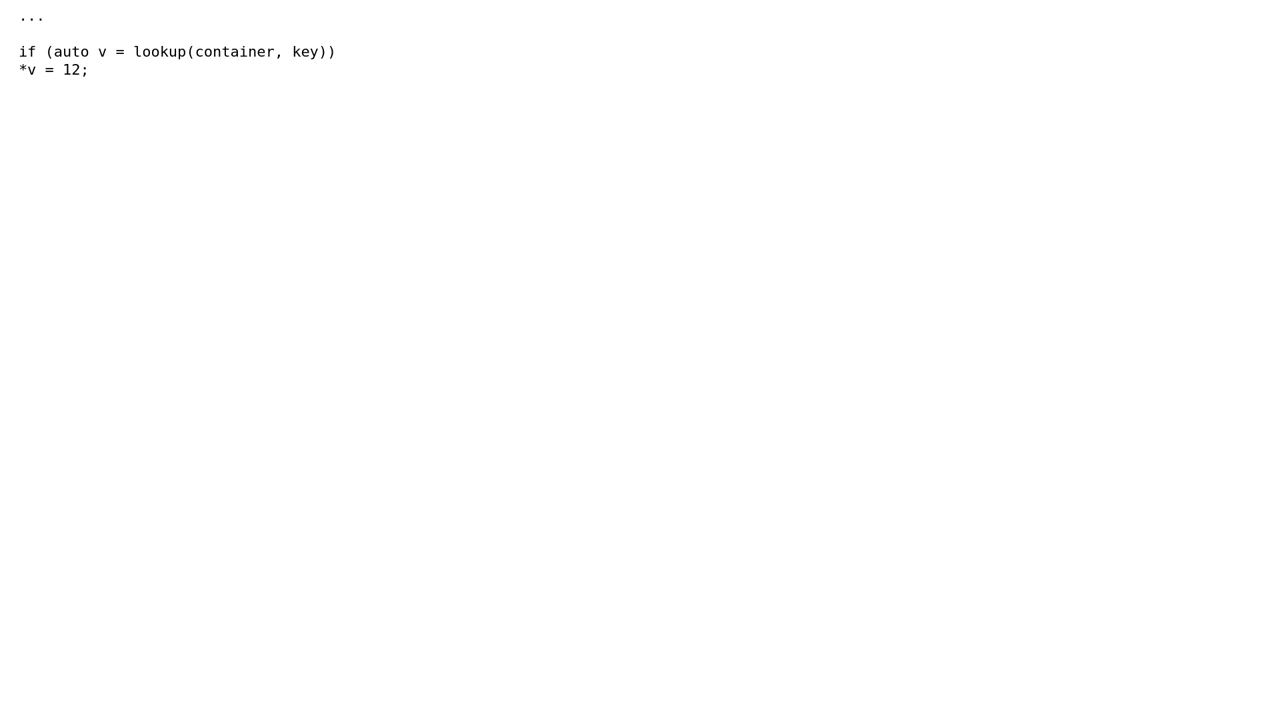 ...
if (auto v = lookup(container, key))
*v = 12;